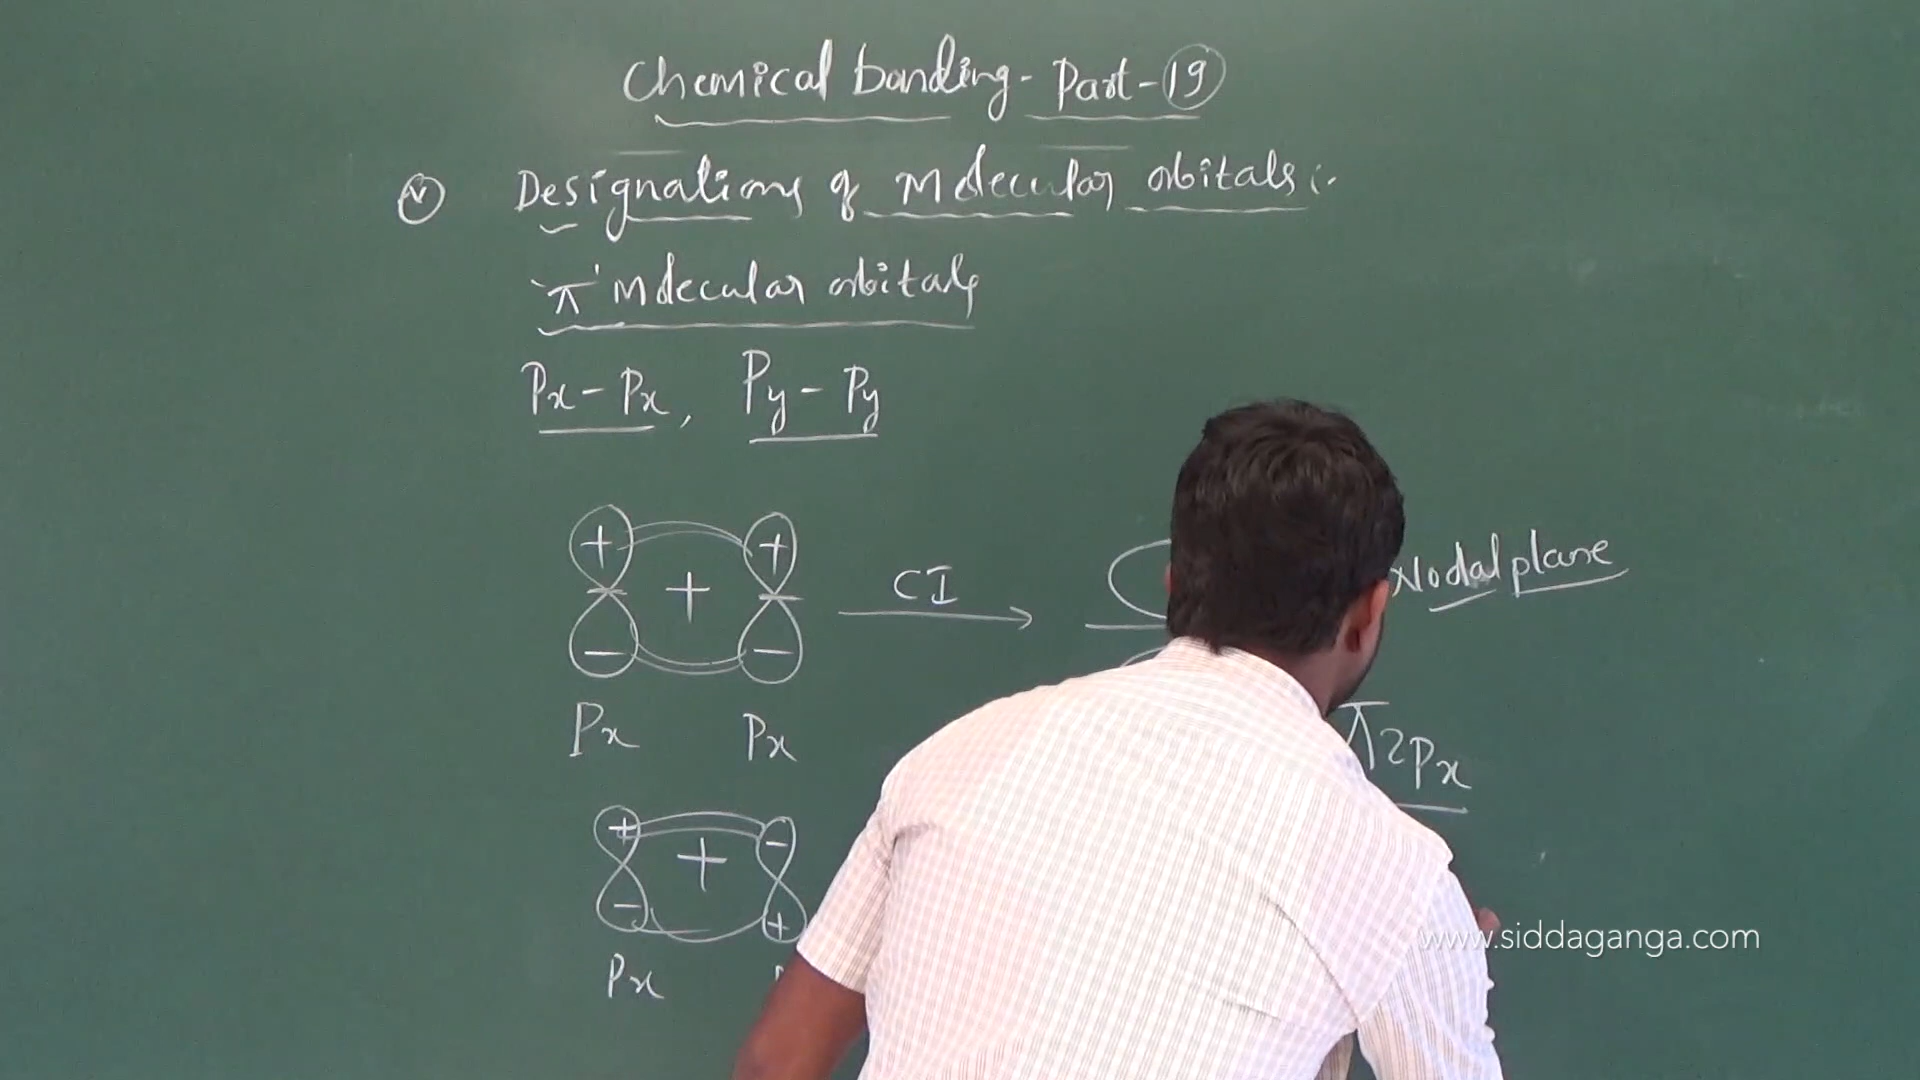 Chemical bonding - Part - 19
v Designations of Molecular orbitals :-
'π' Molecular orbitals
Px - Px , Py - Py
+ + + CI Nodal plane
- -
Px Px π2Px
+ + -
- +
Px
www.siddaganga.com